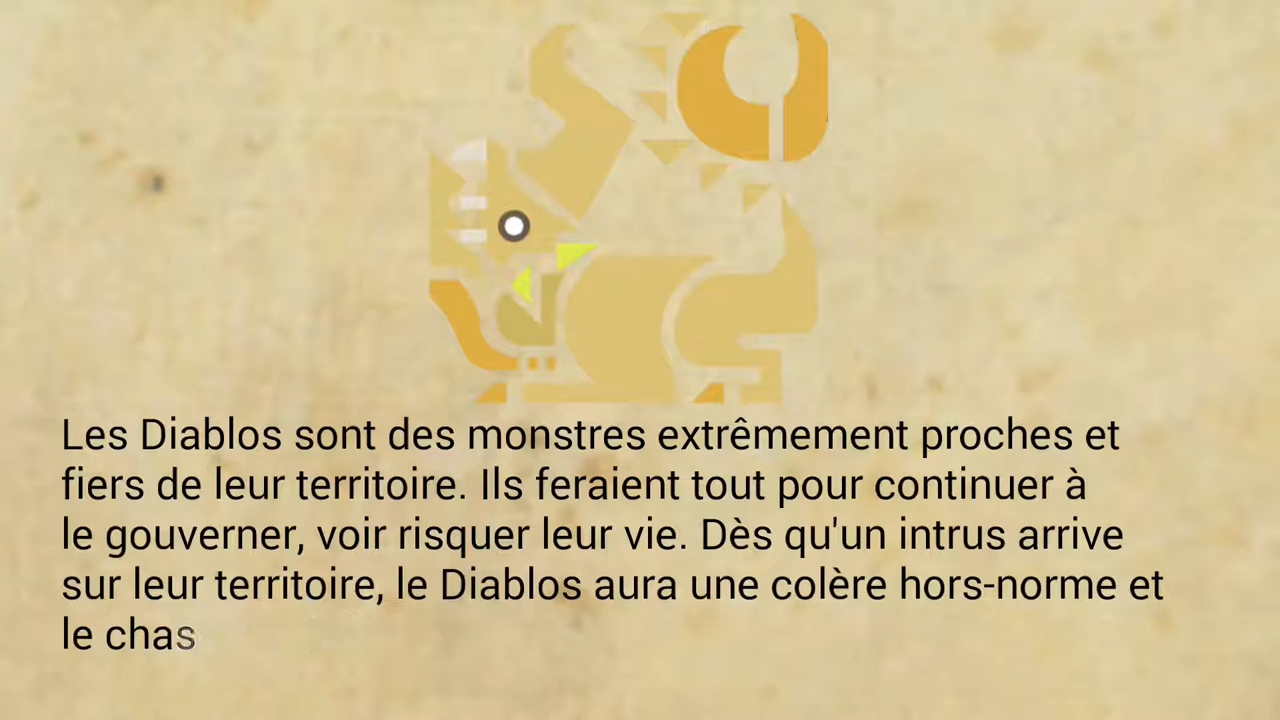 Les Diablos sont des monstres extrêmement proches et
fiers de leur territoire. Ils feraient tout pour continuer à
le gouverner, voir risquer leur vie. Dès qu'un intrus arrive
sur leur territoire, le Diablos aura une colère hors-norme et
le chas